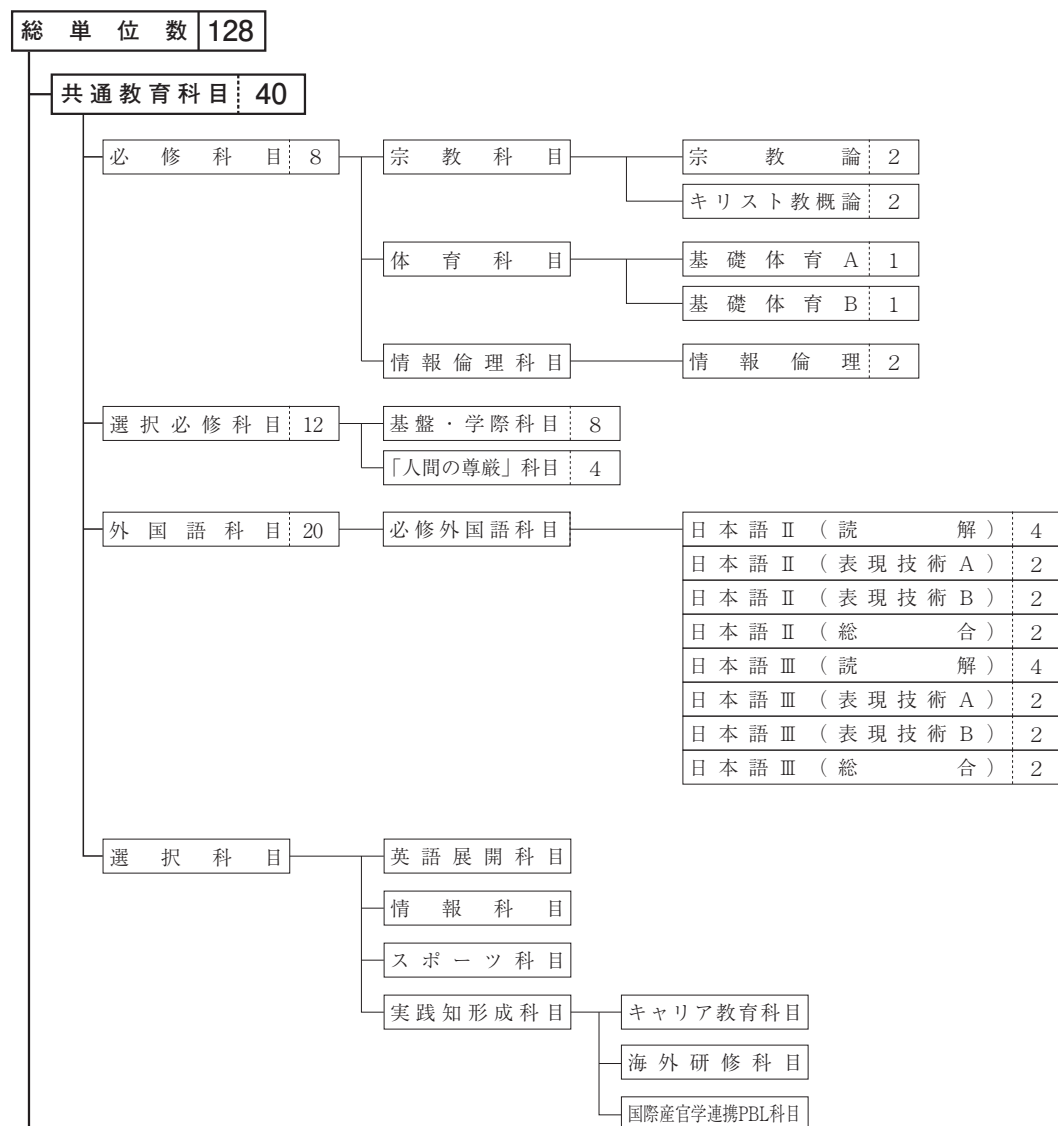 総単位数 128
共通教育科目 40
必修科目 8 宗教科目 宗教論 2
キリスト教概論 2
体育科目 基礎体育A 1
基礎体育B 1
情報倫理科目 情報倫理 2
選択必修科目 12 基盤・学際科目 8
「人間の尊厳」科目 4
外国語科目 20 必修外国語科目 日本語Ⅱ(読解) 4
日本語Ⅱ(表現技術A) 2
日本語Ⅱ(表現技術B) 2
日本語Ⅱ(総合) 2
日本語Ⅲ(読解) 4
日本語Ⅲ(表現技術A) 2
日本語Ⅲ(表現技術B) 2
日本語Ⅲ(総合) 2
選択科目 英語展開科目
情報科目
スポーツ科目
実践知形成科目 キャリア教育科目
海外研修科目
国際産官学連携PBL科目